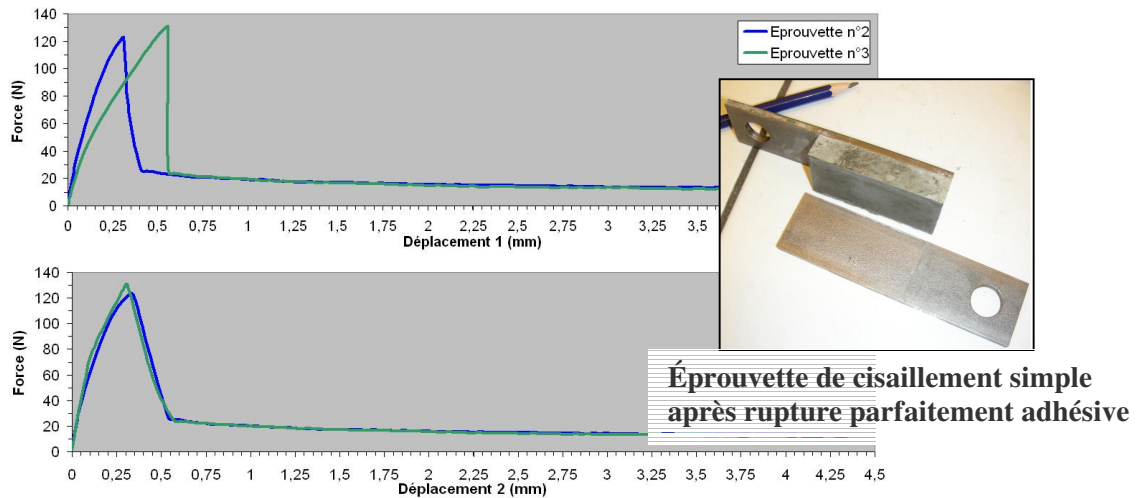 Force (N)
140
120
100
80
60
40
20
0
Eprouvette n°2
Eprouvette n°3
0 0,25 0,5 0,75 1 1,25 1,5 1,75 2 2,25 2,5 2,75 3 3,25 3,5
Déplacement 1 (mm)
Force (N)
140
120
100
80
60
40
20
0
0 0,25 0,5 0,75 1 1,25 1,5 1,75 2 2,25 2,5 2,75 3 3,25 3,5 3,75 4 4,25 4,5
Déplacement 2 (mm)
Éprouvette de cisaillement simple
après rupture parfaitement adhésive